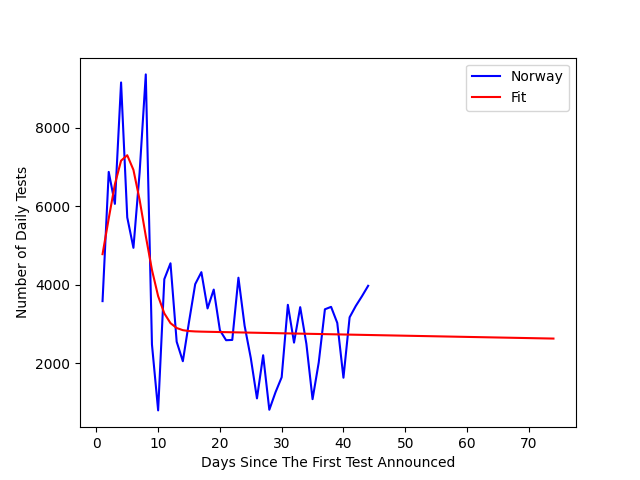 Norway
Fit
Number of Daily Tests
8000
6000
4000
2000
0 10 20 30 40 50 60 70
Days Since The First Test Announced